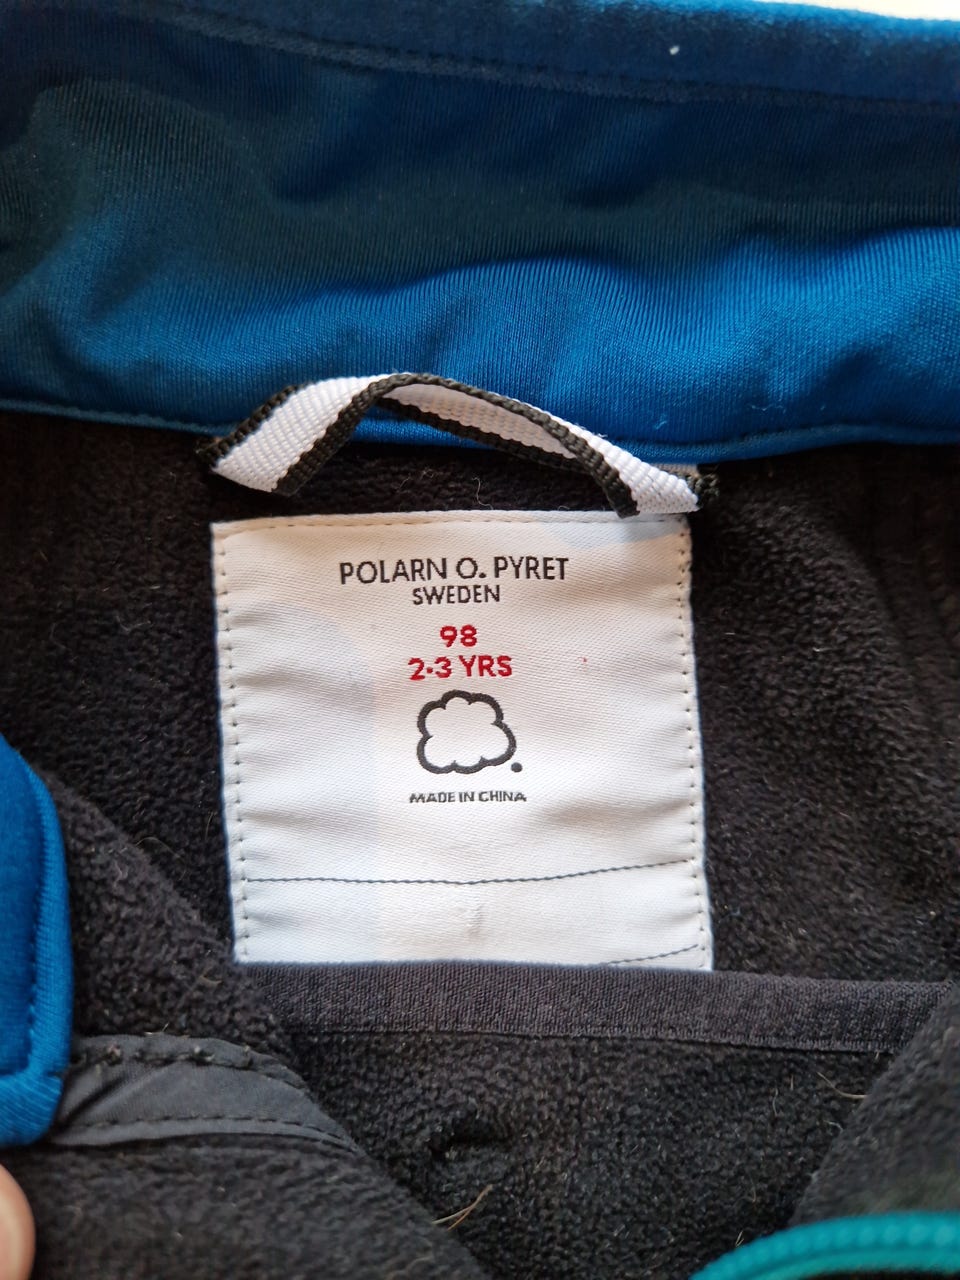 POLARN O. PYRET
SWEDEN
98
2-3 YRS
MADE IN CHINA